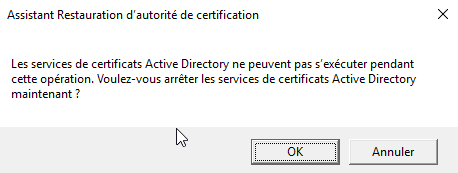 Assistant Restauration d’autorité de certification
Les services de certificats Active Directory ne peuvent pas s’exécuter pendant
cette opération. Voulez-vous arrêter les services de certificats Active Directory
maintenant ?
OK
Annuler